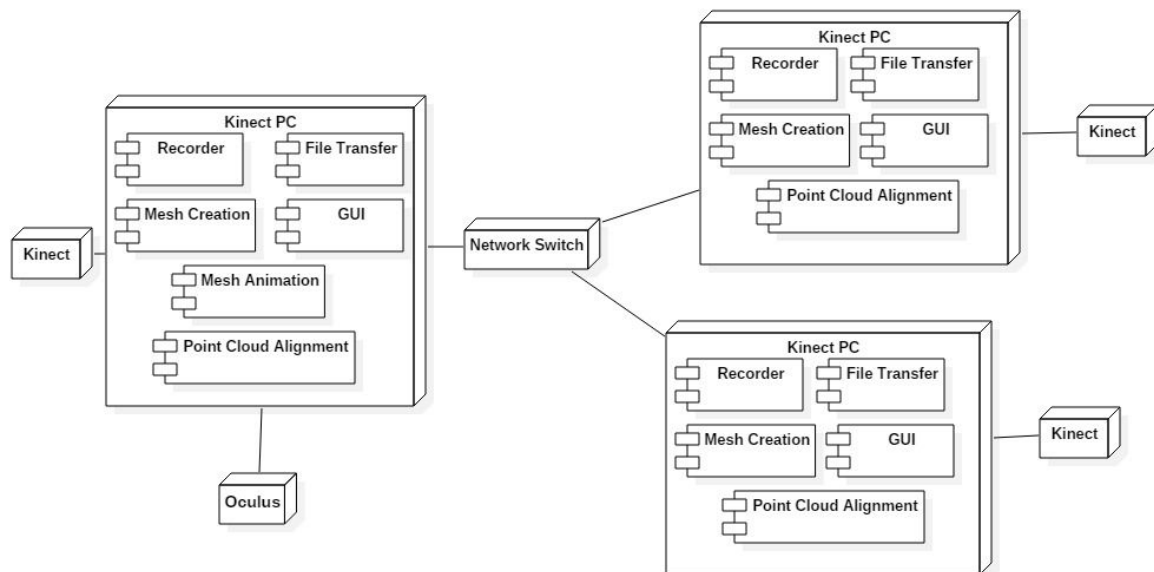 Kinect PC
Recorder
File Transfer
Mesh Creation
GUI
Mesh Animation
Point Cloud Alignment
Kinect
Oculus
Network Switch
Kinect PC
Recorder
File Transfer
Mesh Creation
GUI
Point Cloud Alignment
Kinect
Kinect PC
Recorder
File Transfer
Mesh Creation
GUI
Point Cloud Alignment
Kinect